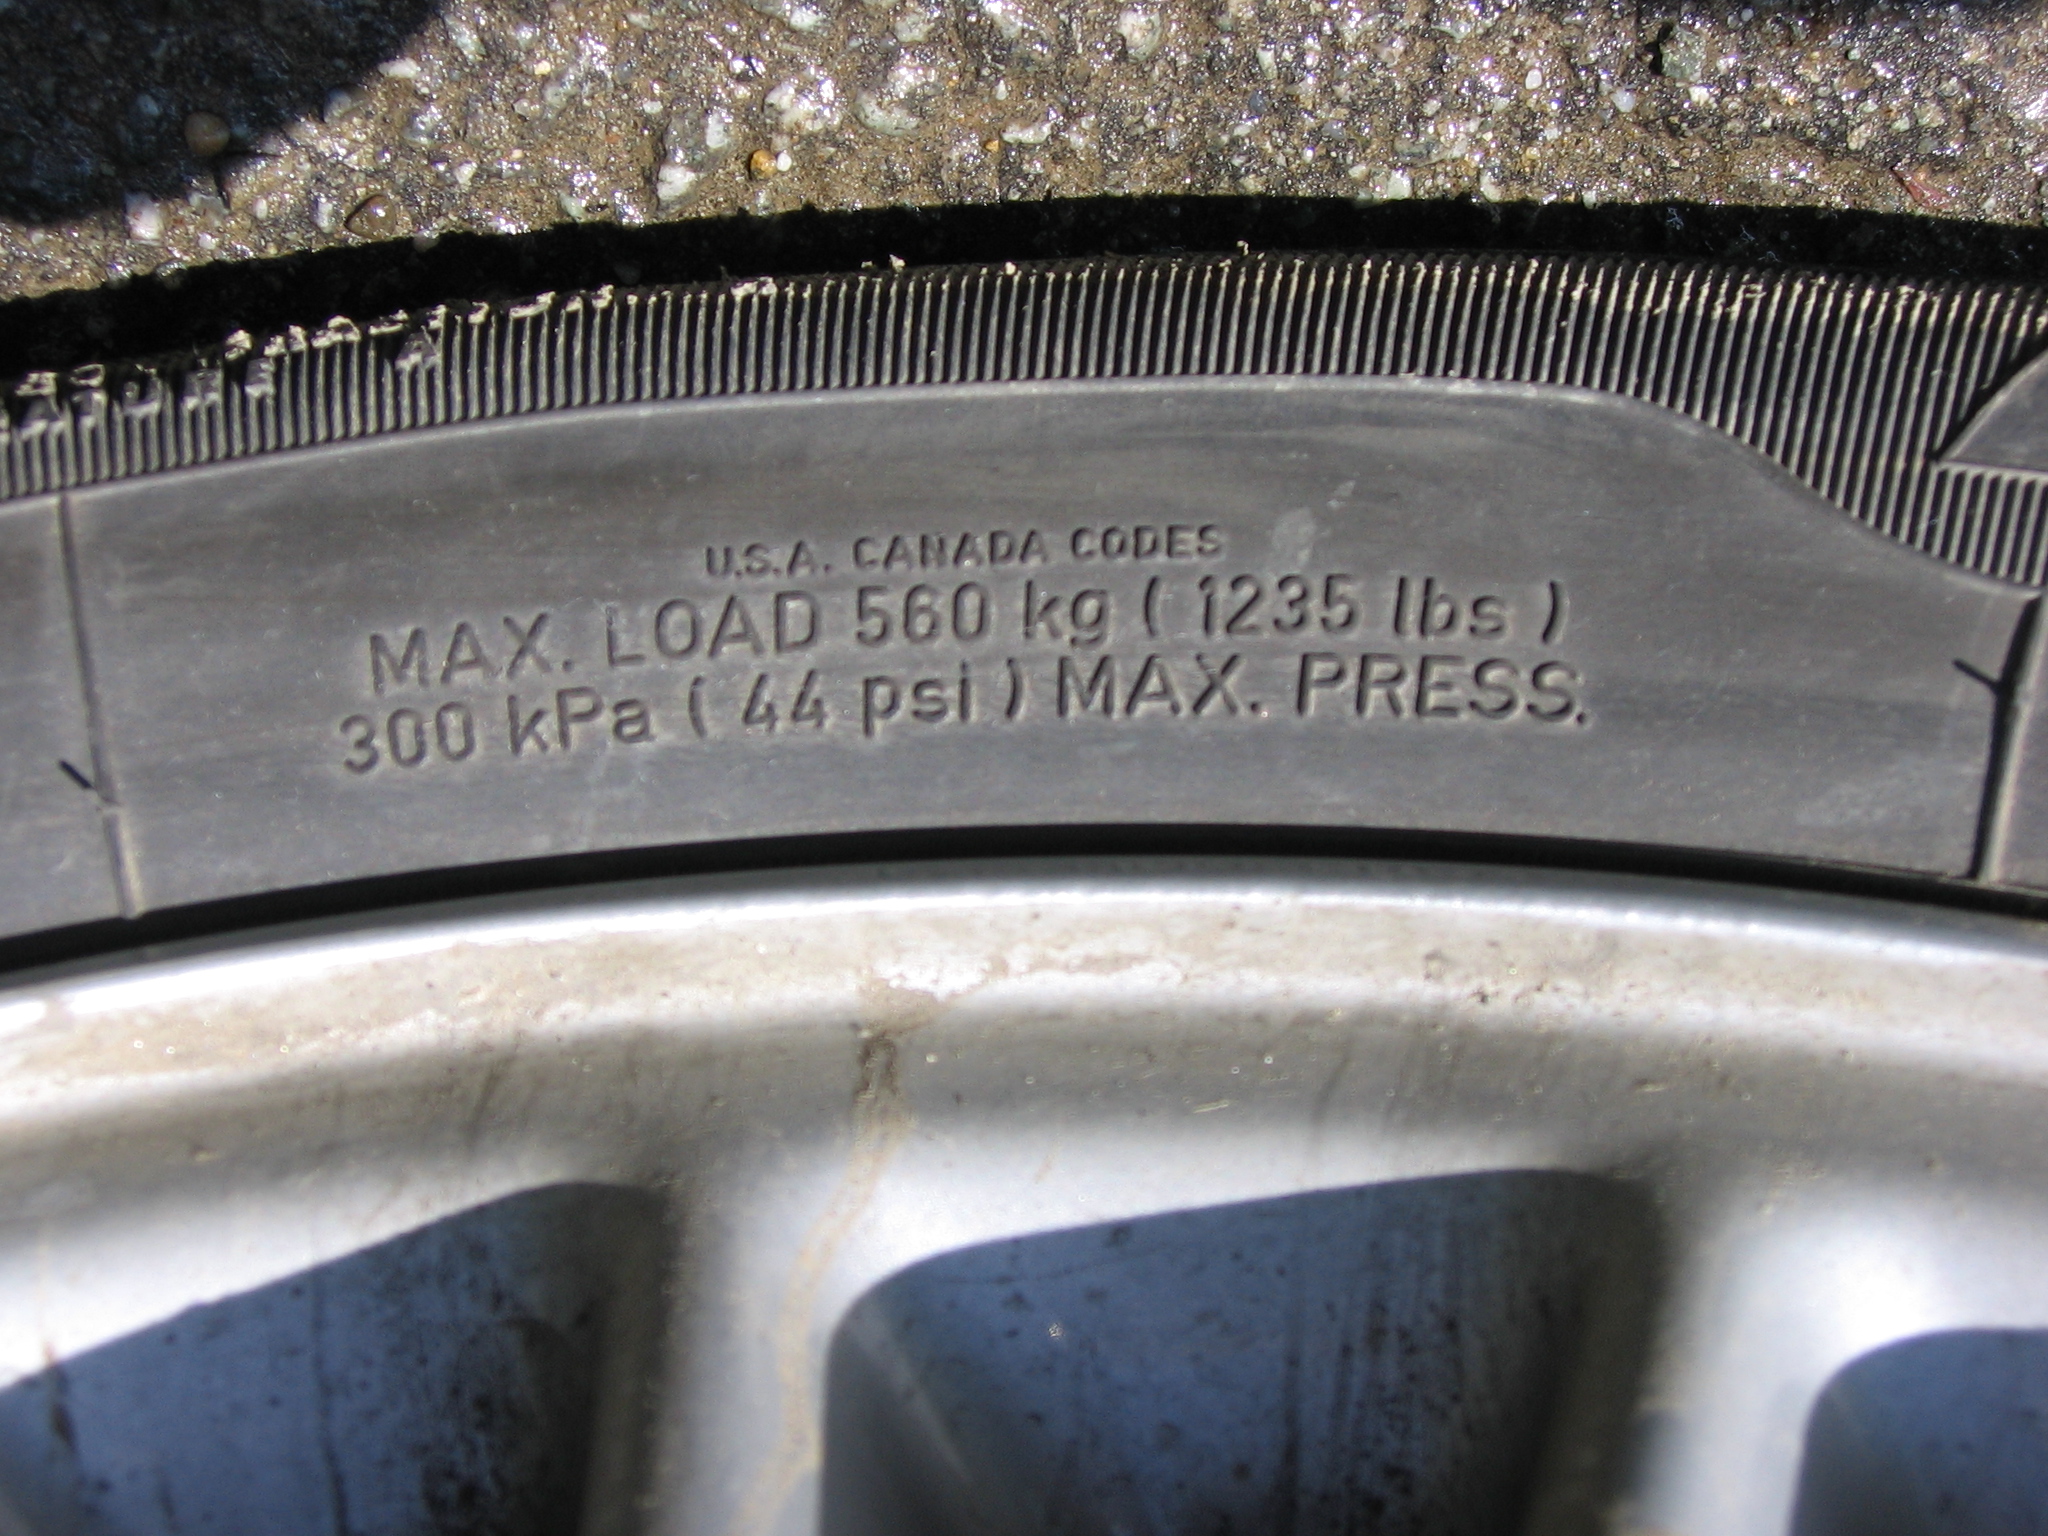 U.S.A. CANADA CODES
MAX. LOAD 560 kg ( 1235 lbs )
300 kPa ( 44 psi ) MAX. PRESS.